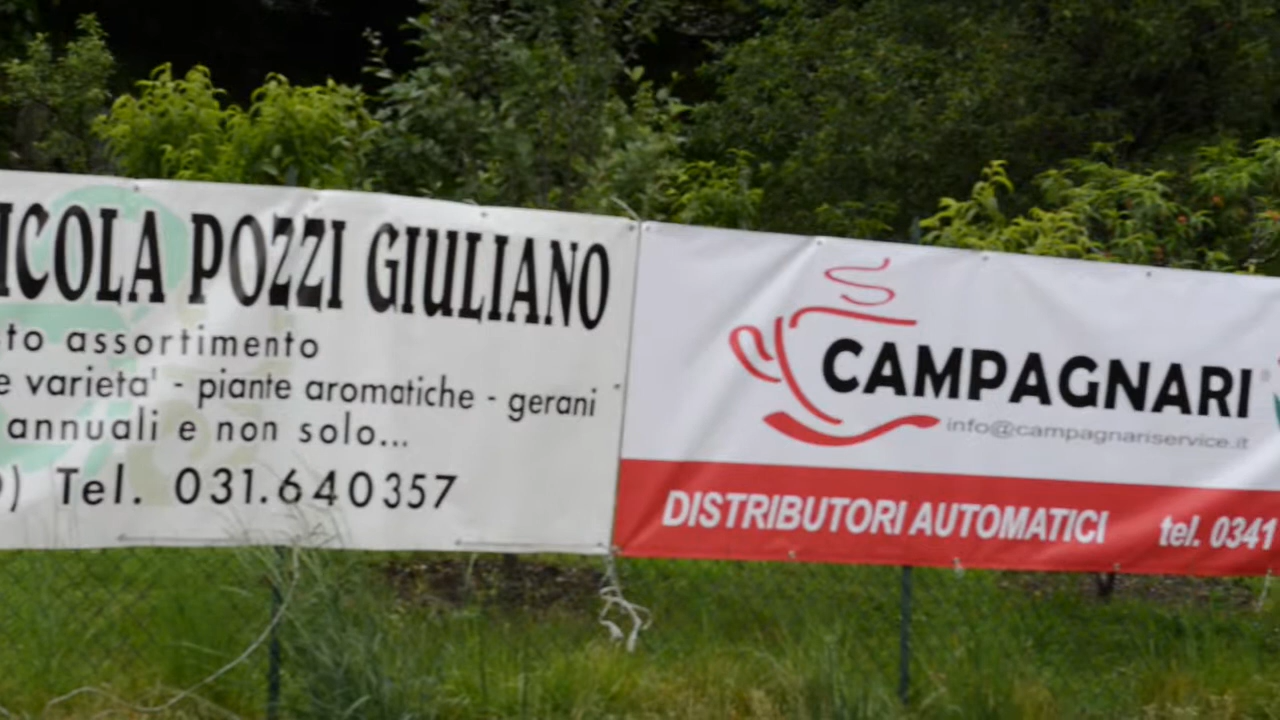 ICOLA POZZI GIULIANO
to assortimento
e varieta' - piante aromatiche - gerani
annuali e non solo...
) Tel. 031.640357
CAMPAGNARI
info@campagnariservice.it
DISTRIBUTORI AUTOMATICI tel. 0341